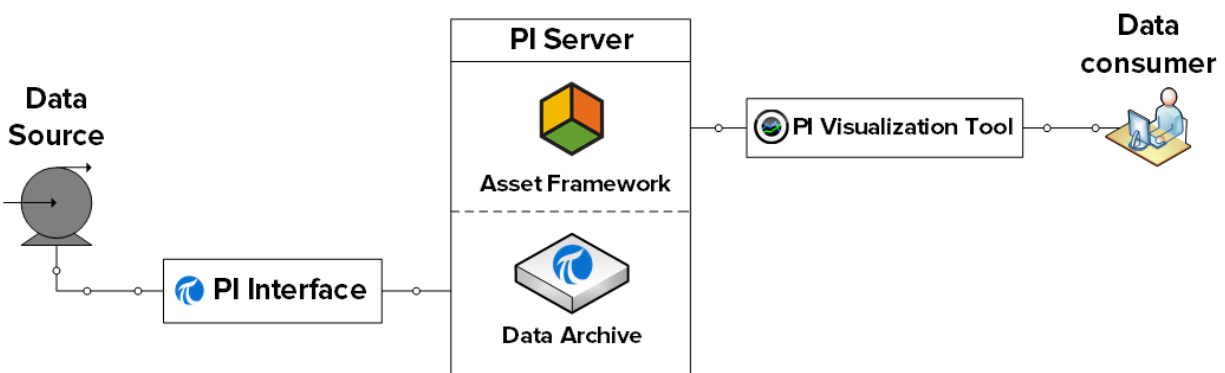 Data
Source
PI Interface
PI Server
Asset Framework
Data Archive
PI Visualization Tool
Data
consumer